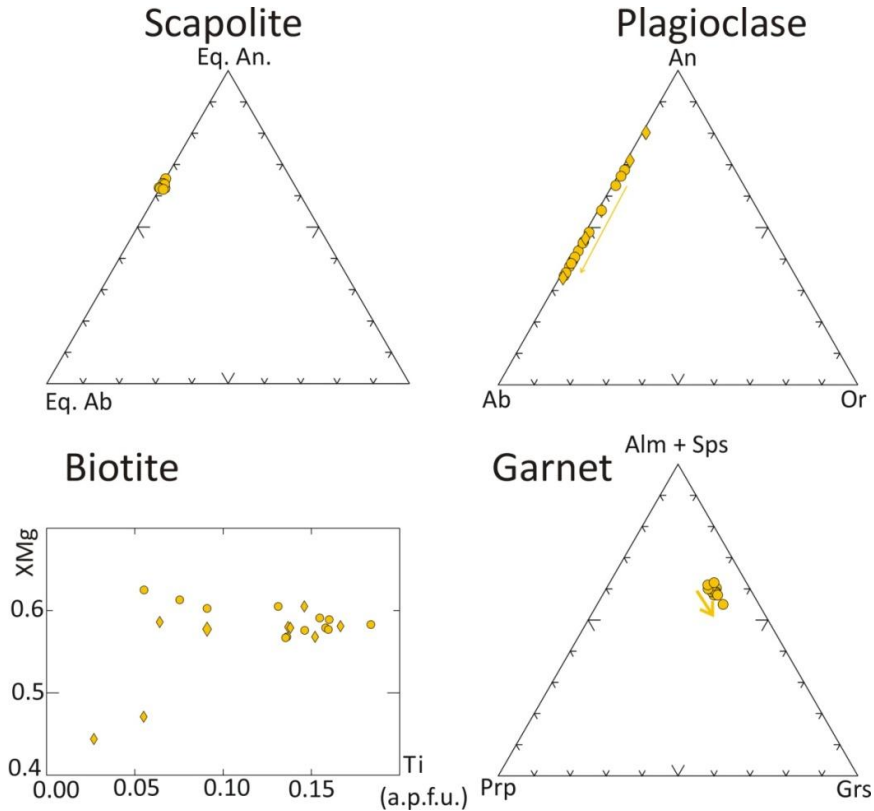 Scapolite
Eq. An.
Eq. Ab
Plagioclase
An
Ab
Or
Biotite
XMg
0.6
0.5
0.4
0.00
0.05
0.10
0.15
Ti
(a.p.f.u.)
Garnet
Alm + Sps
Prp
Grs